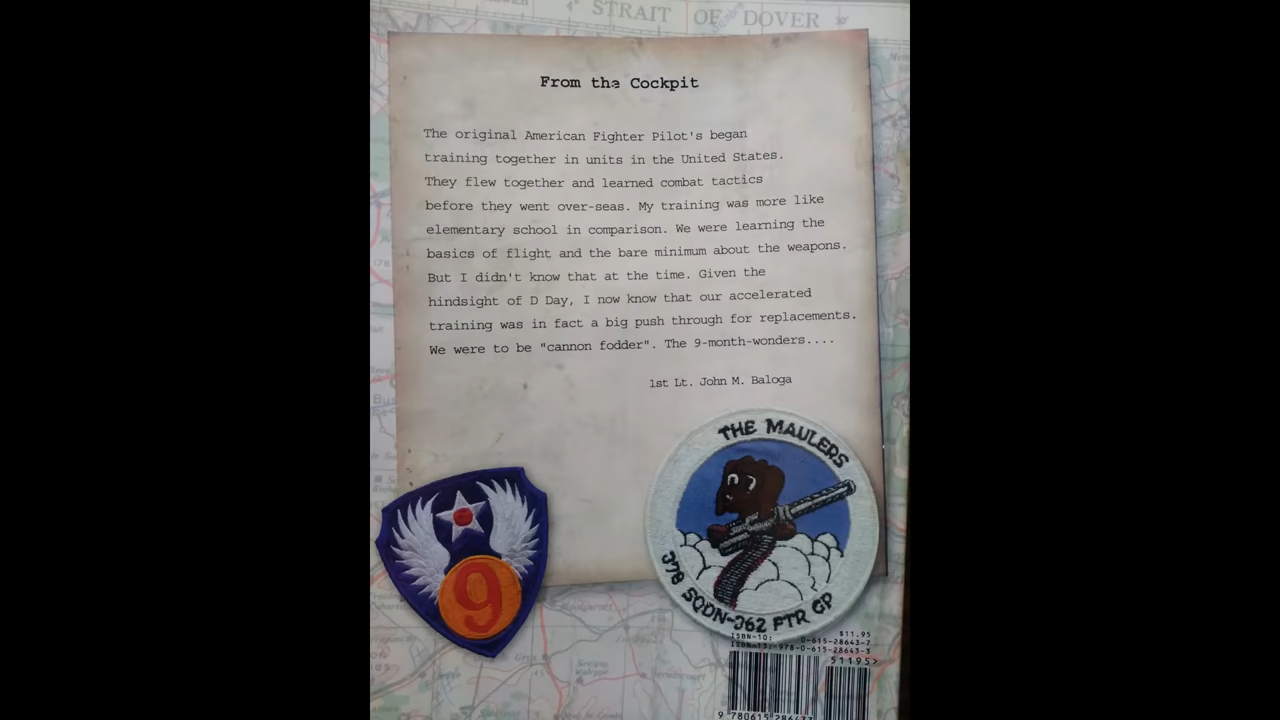 STRAIT OF DOVER
From the Cockpit
The original American Fighter Pilot's began
training together in units in the United States.
They flew together and learned combat tactics
before they went over-seas. My training was more like
elementary school in comparison. We were learning the
basics of flight and the bare minimum about the weapons.
But I didn't know that at the time. Given the
hindsight of D Day, I now know that our accelerated
training was in fact a big push through for replacements.
We were to be "cannon fodder". The 9-month-wonders....
1st Lt. John M. Baloga
THE MAULERS
378 SQDN-362 FTR GP
9
$11.95
ISBN-10: 0-615-28643-7
ISBN-13:-978-0-615-28643-3
51195>
9 780615 286433